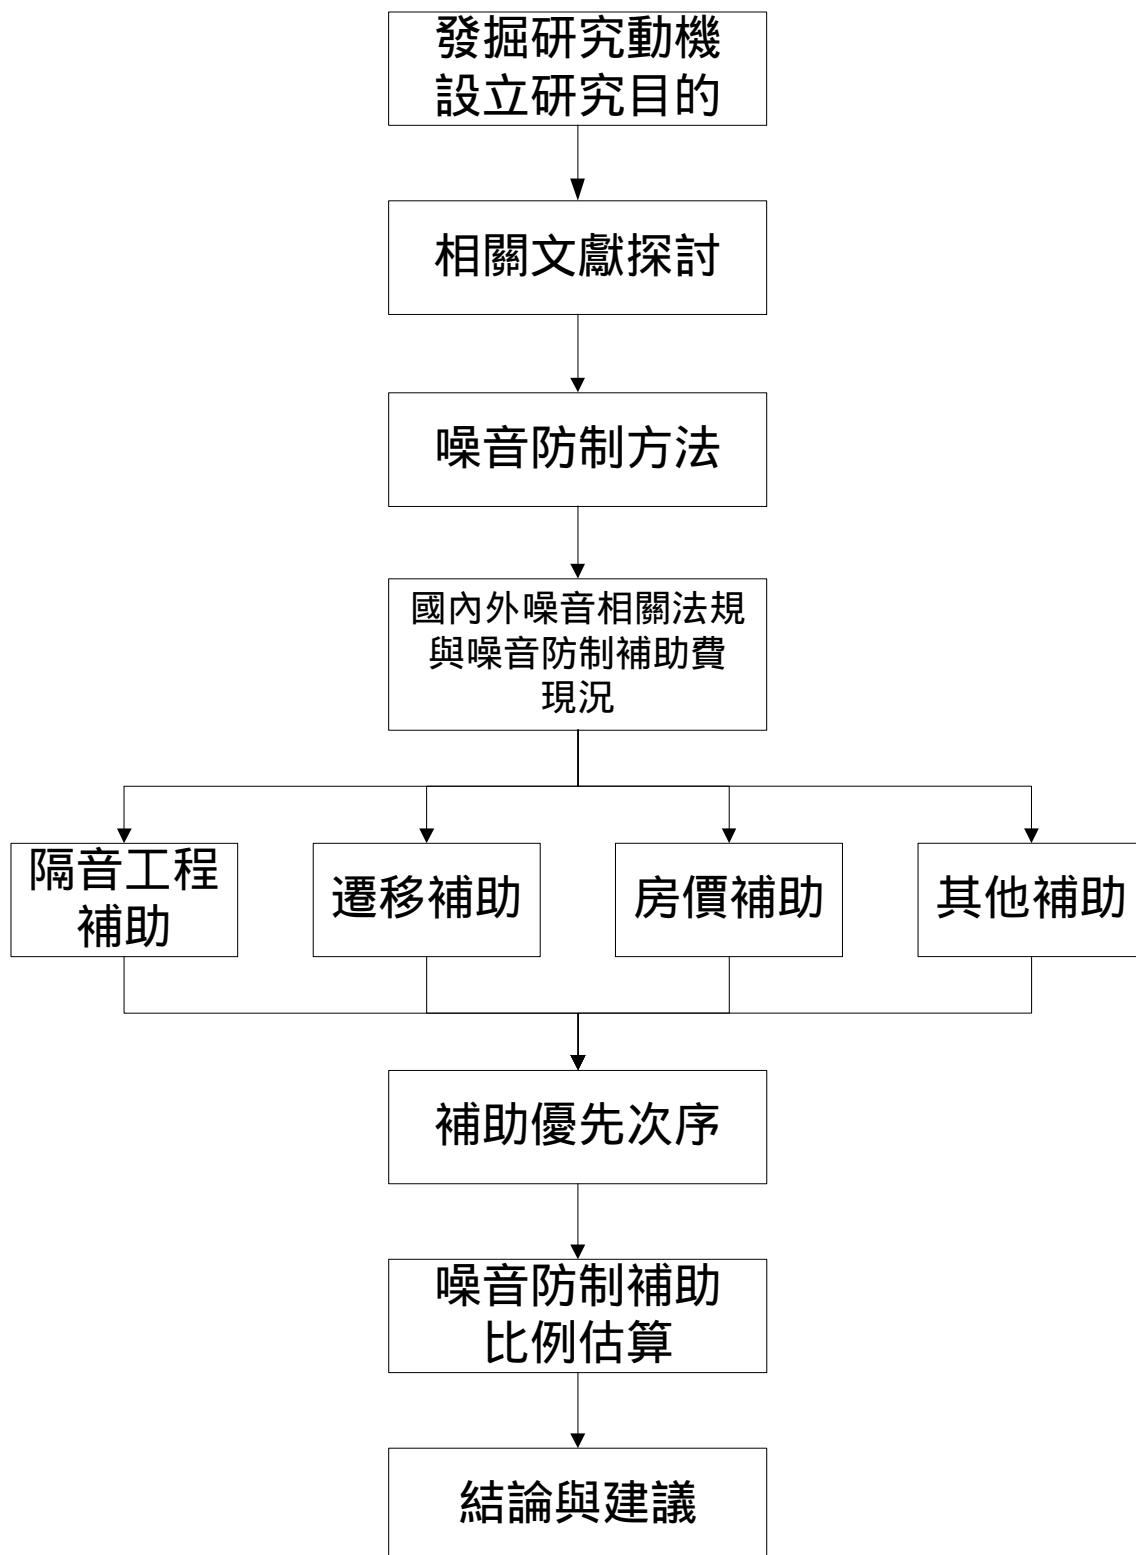 發掘研究動機
設立研究目的
相關文獻探討
噪音防制方法
國內外噪音相關法規
與噪音防制補助費
現況
隔音工程
補助
遷移補助
房價補助
其他補助
補助優先次序
噪音防制補助
比例估算
結論與建議